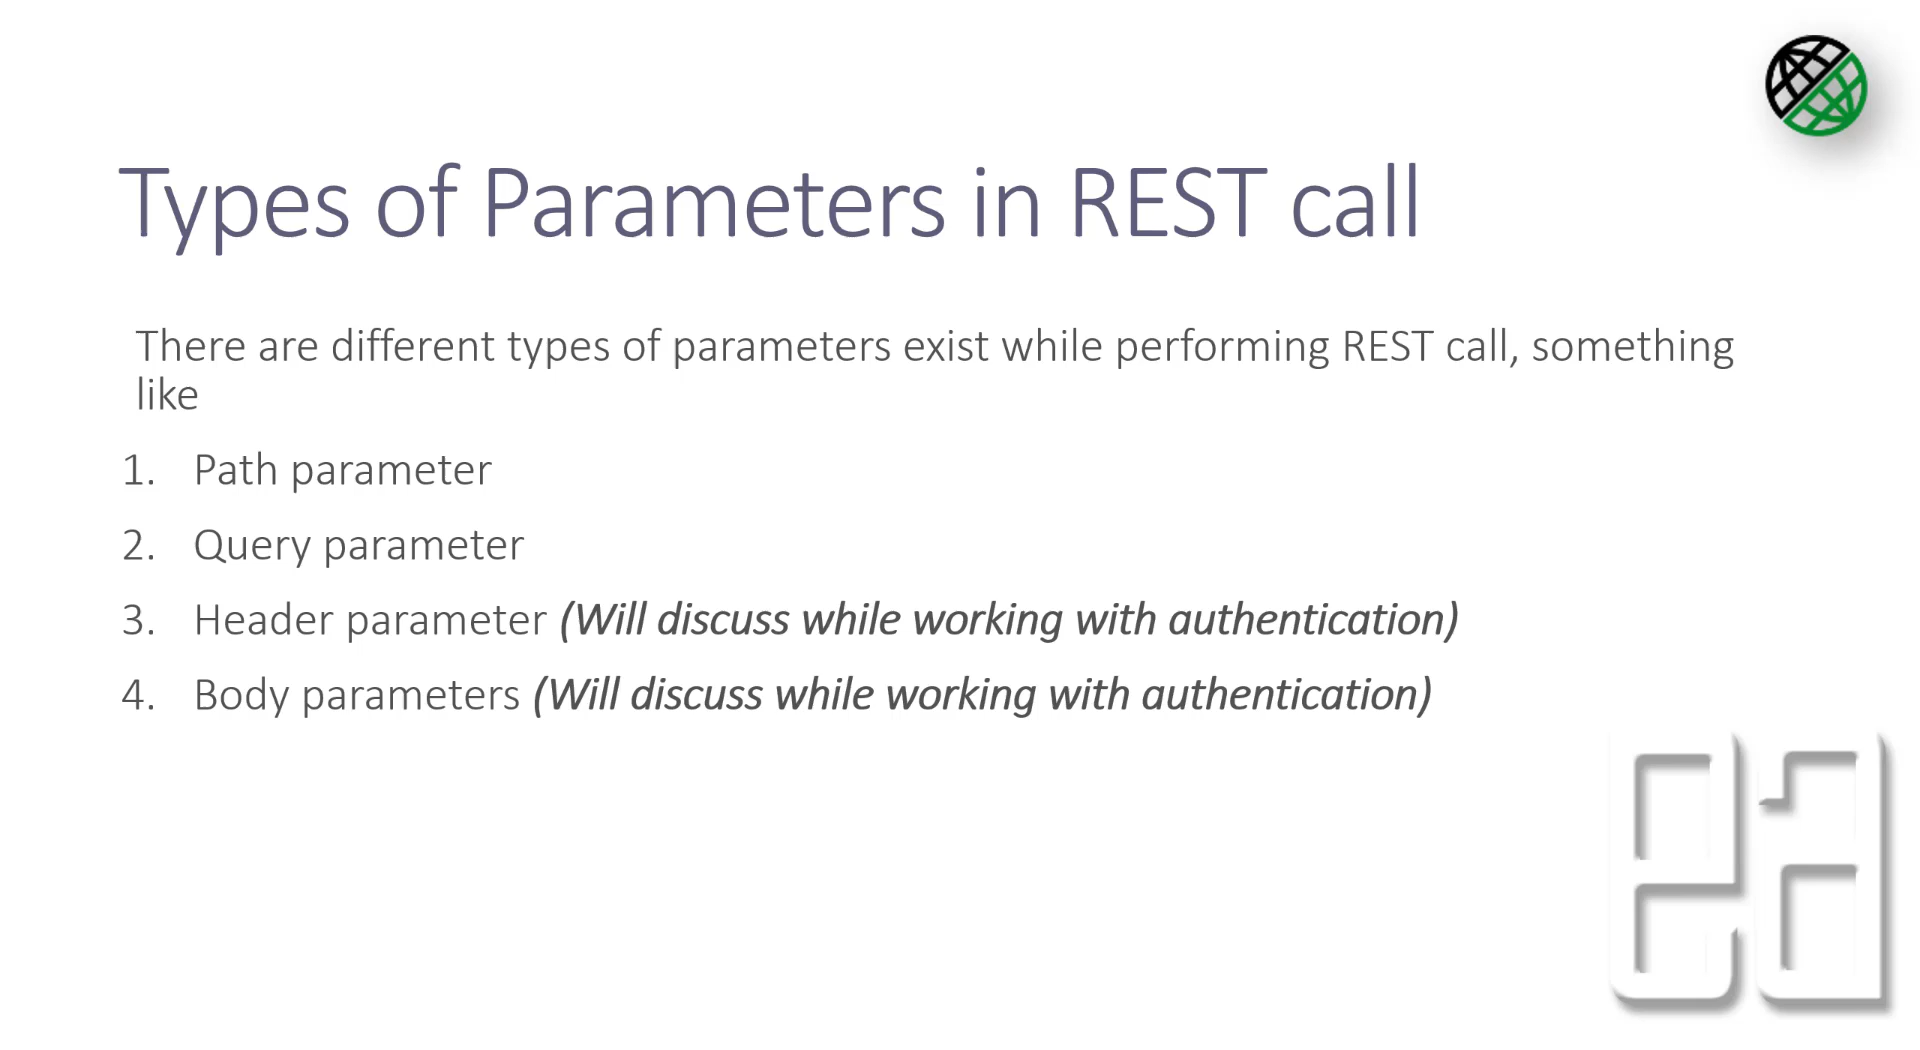 Types of Parameters in REST call
There are different types of parameters exist while performing REST call, something
like
1. Path parameter
2. Query parameter
3. Header parameter (Will discuss while working with authentication)
4. Body parameters (Will discuss while working with authentication)
ea